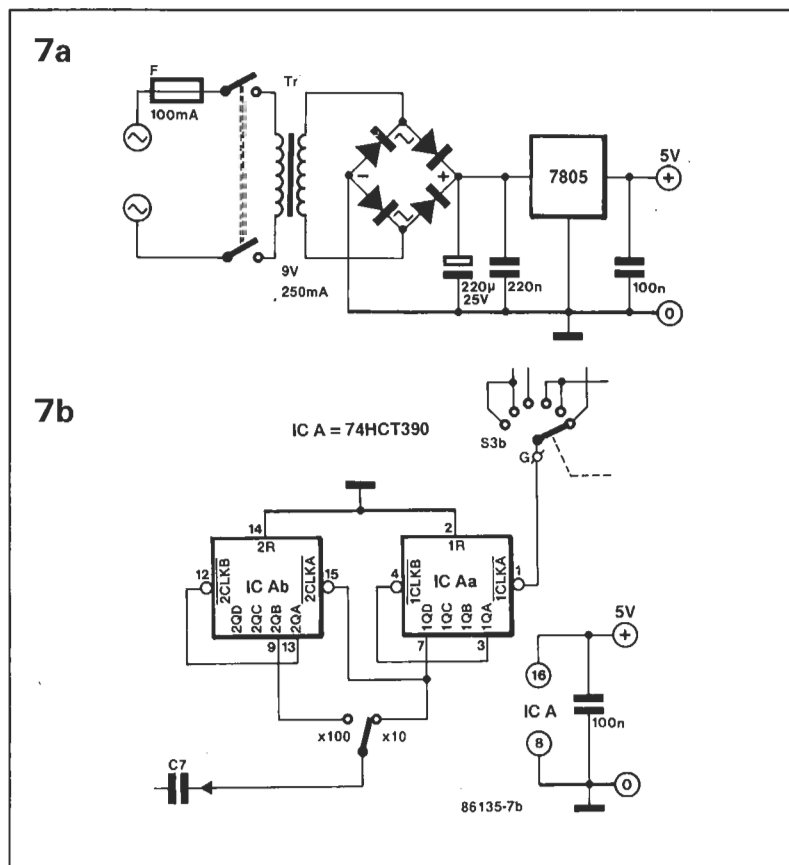 7a
F
100mA
Tr
9V
250mA
−
+
220µ
25V
220n
7805
100n
5V
+
0
7b
IC A = 74HCT390
S3b
G
14
2R
12
2CLKB
IC Ab
2CLKA
15
2QD
2QC
2QB
2QA
9
13
2
1R
4
1CLKB
IC Aa
1CLKA
1
1QD
1QC
1QB
1QA
7
3
x100
x10
C7
5V
+
16
IC A
8
100n
0
86135-7b